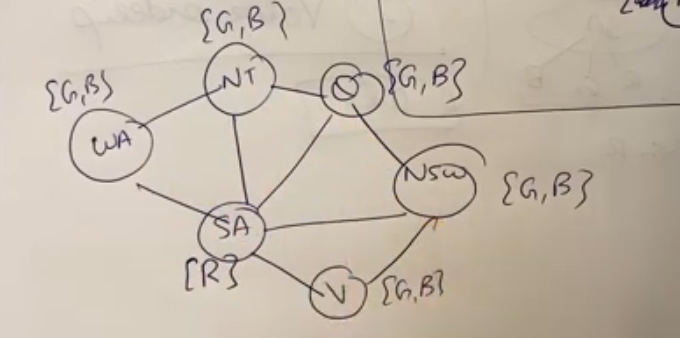 {G,B}
NT
Q
{G,B}
{G,B}
WA
NSW
{G,B}
SA
{R}
V
{G,B}